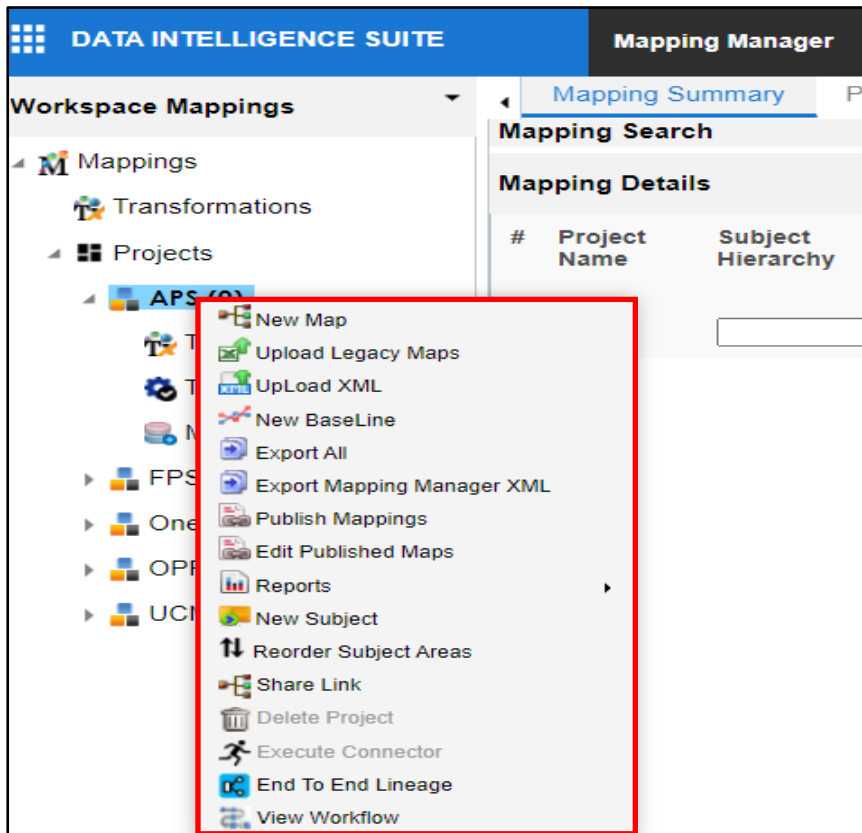 DATA INTELLIGENCE SUITE
Mapping Manager
Workspace Mappings
Mappings
Transformations
Projects
APS (0)
FPS
One
Mapping Summary
Mapping Search
Mapping Details
#
Project
Name
Subject
Hierarchy
New Map
Upload Legacy Maps
UpLoad XML
New BaseLine
Export All
Export Mapping Manager XML
Publish Mappings
Edit Published Maps
Reports
New Subject
Reorder Subject Areas
Share Link
Delete Project
Execute Connector
End To End Lineage
View Workflow